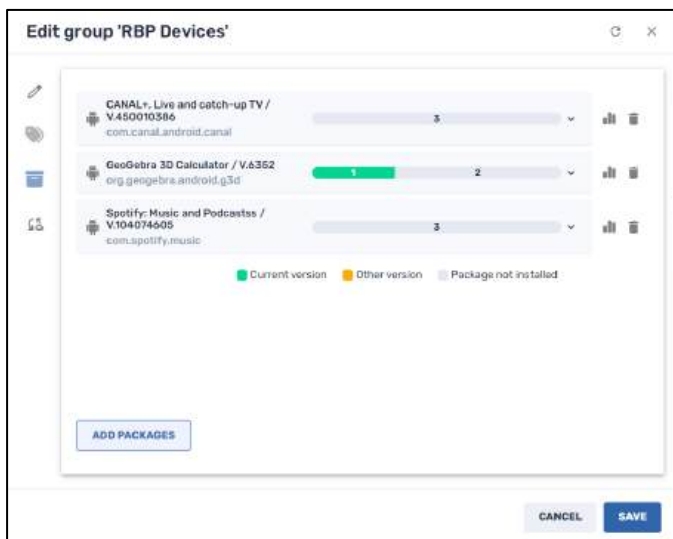 Edit group 'RBP Devices'
CANAL+, Live and catch-up TV /
V.450010386
com.canal.android.canal
3
GeoGebra 3D Calculator / V.6352
org.geogebra.android.g3d
1
2
Spotify: Music and Podcastss /
V.104074605
com.spotify.music
3
Current version
Other version
Package not installed
ADD PACKAGES
CANCEL
SAVE